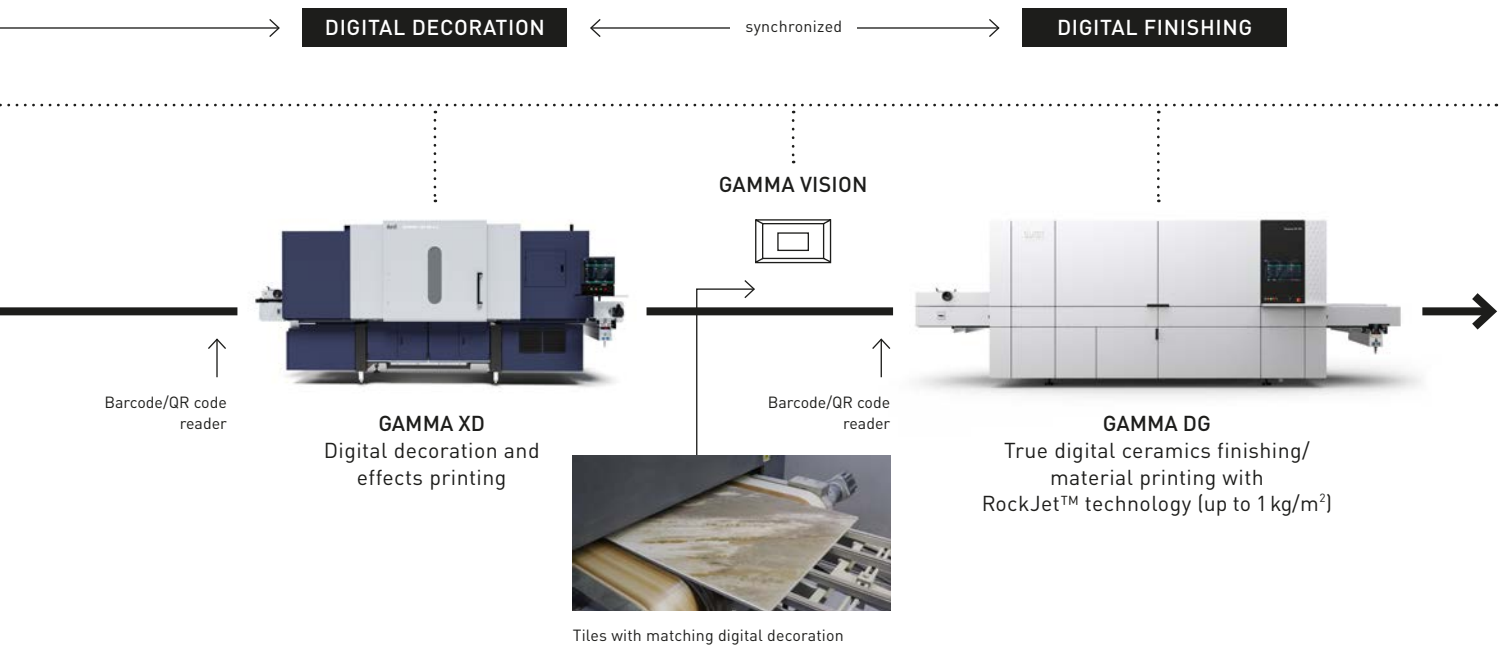 DIGITAL DECORATION
synchronized
DIGITAL FINISHING
GAMMA VISION
Barcode/QR code
reader
GAMMA XD
Digital decoration and
effects printing
Barcode/QR code
reader
GAMMA DG
True digital ceramics finishing/
material printing with
RockJet™ technology (up to 1 kg/m²)
Tiles with matching digital decoration